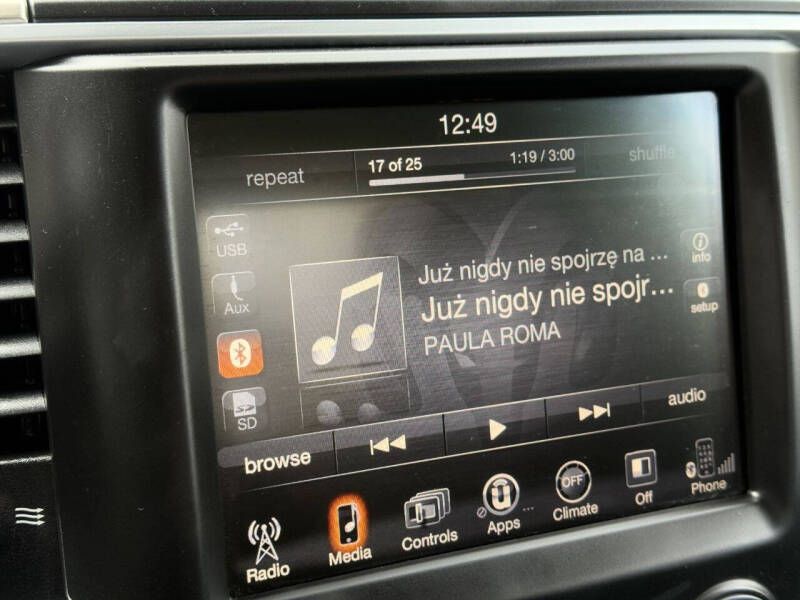 12:49
repeat
17 of 25
1:19 / 3:00
shuffle
USB
Aux
SD
Już nigdy nie spojrzę na ...
Już nigdy nie spojr...
PAULA ROMA
info
setup
browse
audio
Radio
Media
Controls
Apps
...
OFF
Climate
Off
Phone